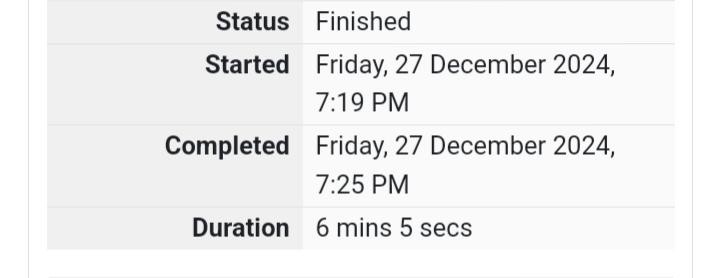 Status Finished
Started Friday, 27 December 2024,
7:19 PM
Completed Friday, 27 December 2024,
7:25 PM
Duration 6 mins 5 secs